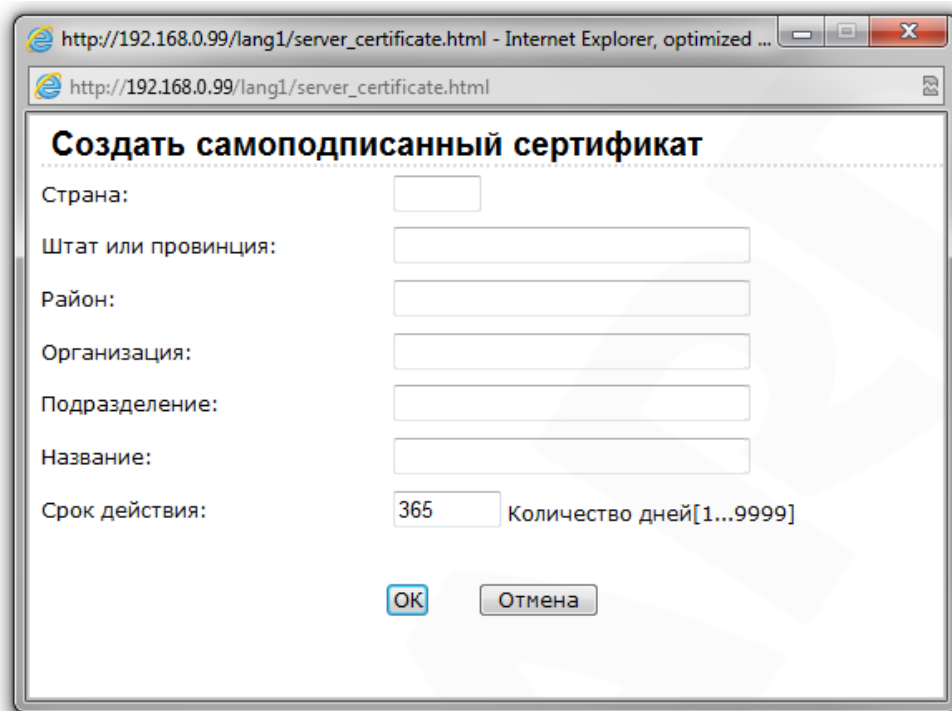 http://192.168.0.99/lang1/server_certificate.html - Internet Explorer, optimized ...
http://192.168.0.99/lang1/server_certificate.html
Создать самоподписанный сертификат
Страна:
Штат или провинция:
Район:
Организация:
Подразделение:
Название:
Срок действия: 365 Количество дней[1...9999]
OK Отмена